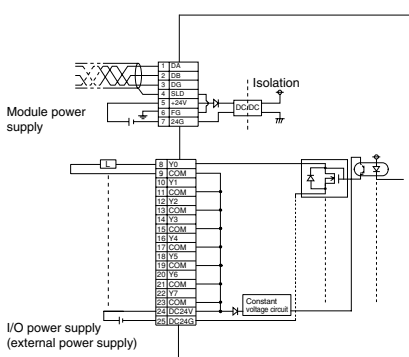 1 DA
2 DB
3 DG
4 SLD
5 +24V
6 FG
7 24G
Isolation
DC/DC
Module power
supply
L
8 Y0
9 COM
10 Y1
11 COM
12 Y2
13 COM
14 Y3
15 COM
16 Y4
17 COM
18 Y5
19 COM
20 Y6
21 COM
22 Y7
23 COM
24 DC24V
25 DC24G
Constant
voltage circuit
I/O power supply
(external power supply)